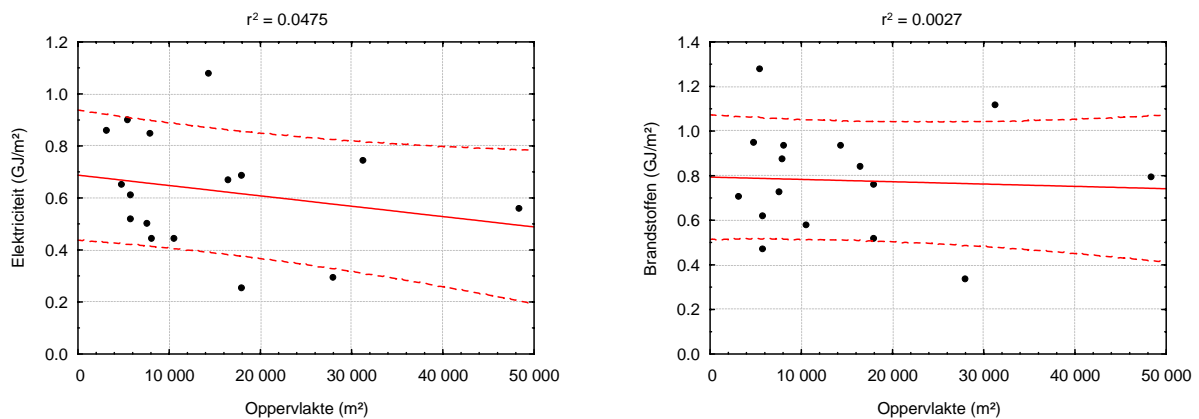 r² = 0.0475
1.2
1.0
0.8
0.6
0.4
0.2
0.0
Elektriciteit (GJ/m²)
0 10 000 20 000 30 000 40 000 50 000
Oppervlakte (m²)
r² = 0.0027
1.4
1.2
1.0
0.8
0.6
0.4
0.2
0.0
Brandstoffen (GJ/m²)
0 10 000 20 000 30 000 40 000 50 000
Oppervlakte (m²)